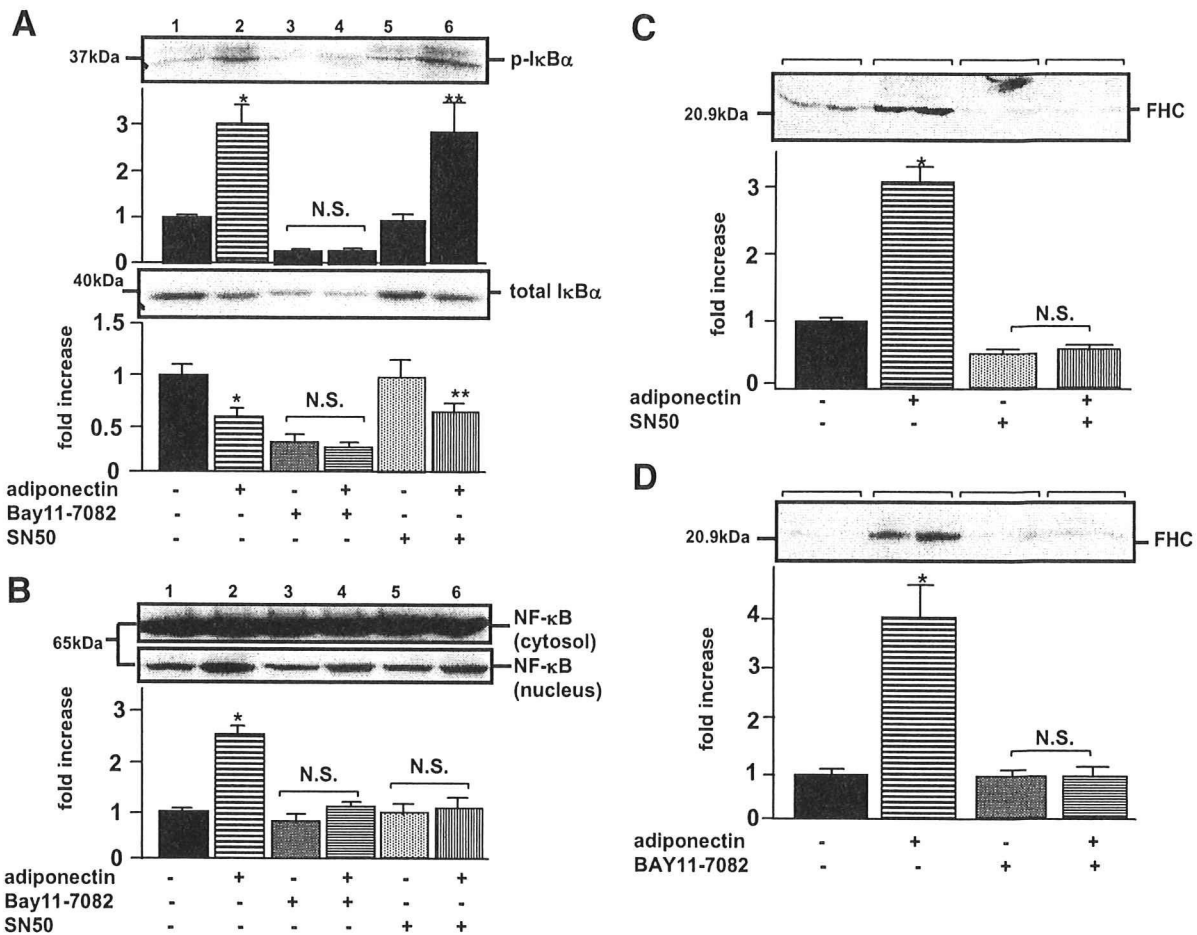 A
1 2 3 4 5 6
37kDa
p-IκBα
*
**
3
2
1
0
N.S.
40kDa
total IκBα
1.5
1
0.5
0
fold increase
*
N.S.
**
adiponectin - + - + - +
Bay11-7082 - - + + - -
SN50 - - - - + +
B
1 2 3 4 5 6
65kDa
NF-κB
(cytosol)
NF-κB
(nucleus)
3
2
1
0
fold increase
*
N.S.
N.S.
adiponectin - + - + - +
Bay11-7082 - - + + - -
SN50 - - - - + +
C
20.9kDa
FHC
*
3
2
1
0
fold increase
N.S.
adiponectin - + - +
SN50 - - + +
D
20.9kDa
FHC
*
4
3
2
1
0
fold increase
N.S.
adiponectin - + - +
BAY11-7082 - - + +